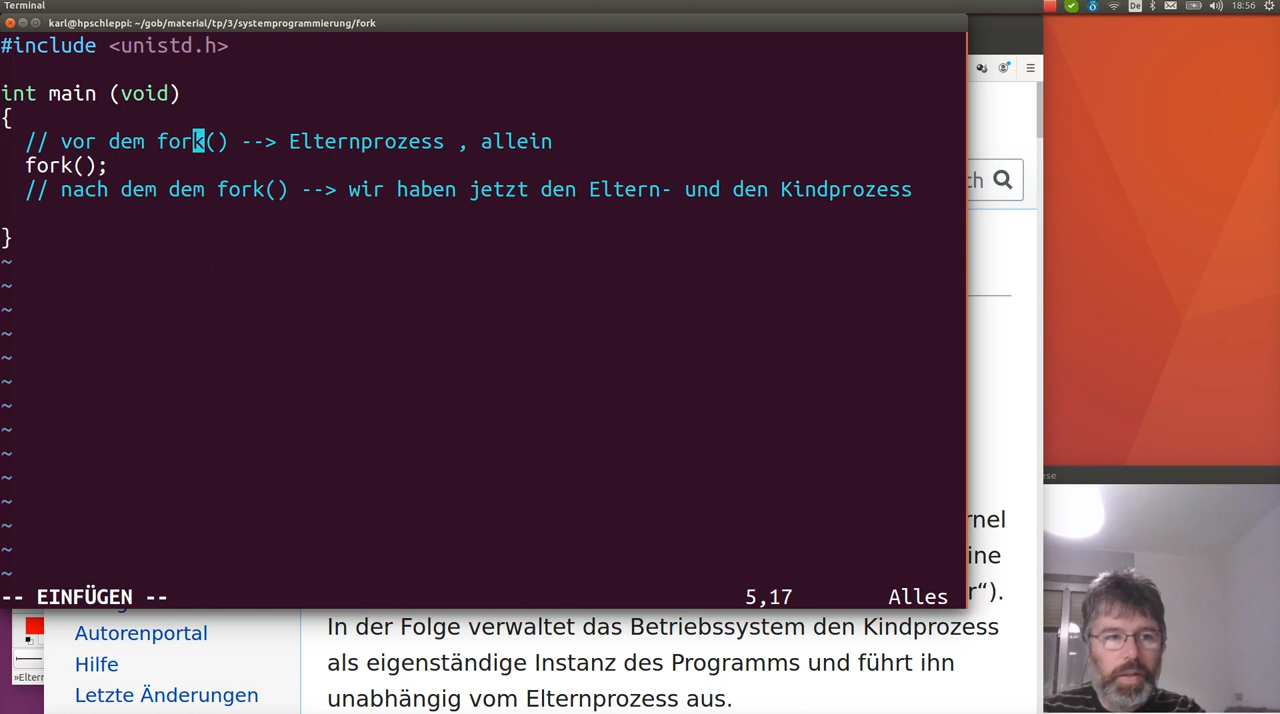 Terminal
De
18:56
karl@hpschleppi: ~/gob/material/tp/3/systemprogrammierung/fork
#include <unistd.h>
int main (void)
{
// vor dem fork() --> Elternprozess , allein
fork();
// nach dem dem fork() --> wir haben jetzt den Eltern- und den Kindprozess
}
~
~
~
~
~
~
~
~
~
~
~
~
~
~
-- EINFÜGEN -- 5,17 Alles
In der Folge verwaltet das Betriebssystem den Kindprozess
als eigenständige Instanz des Programms und führt ihn
unabhängig vom Elternprozess aus.
Autorenportal
Hilfe
Letzte Änderungen